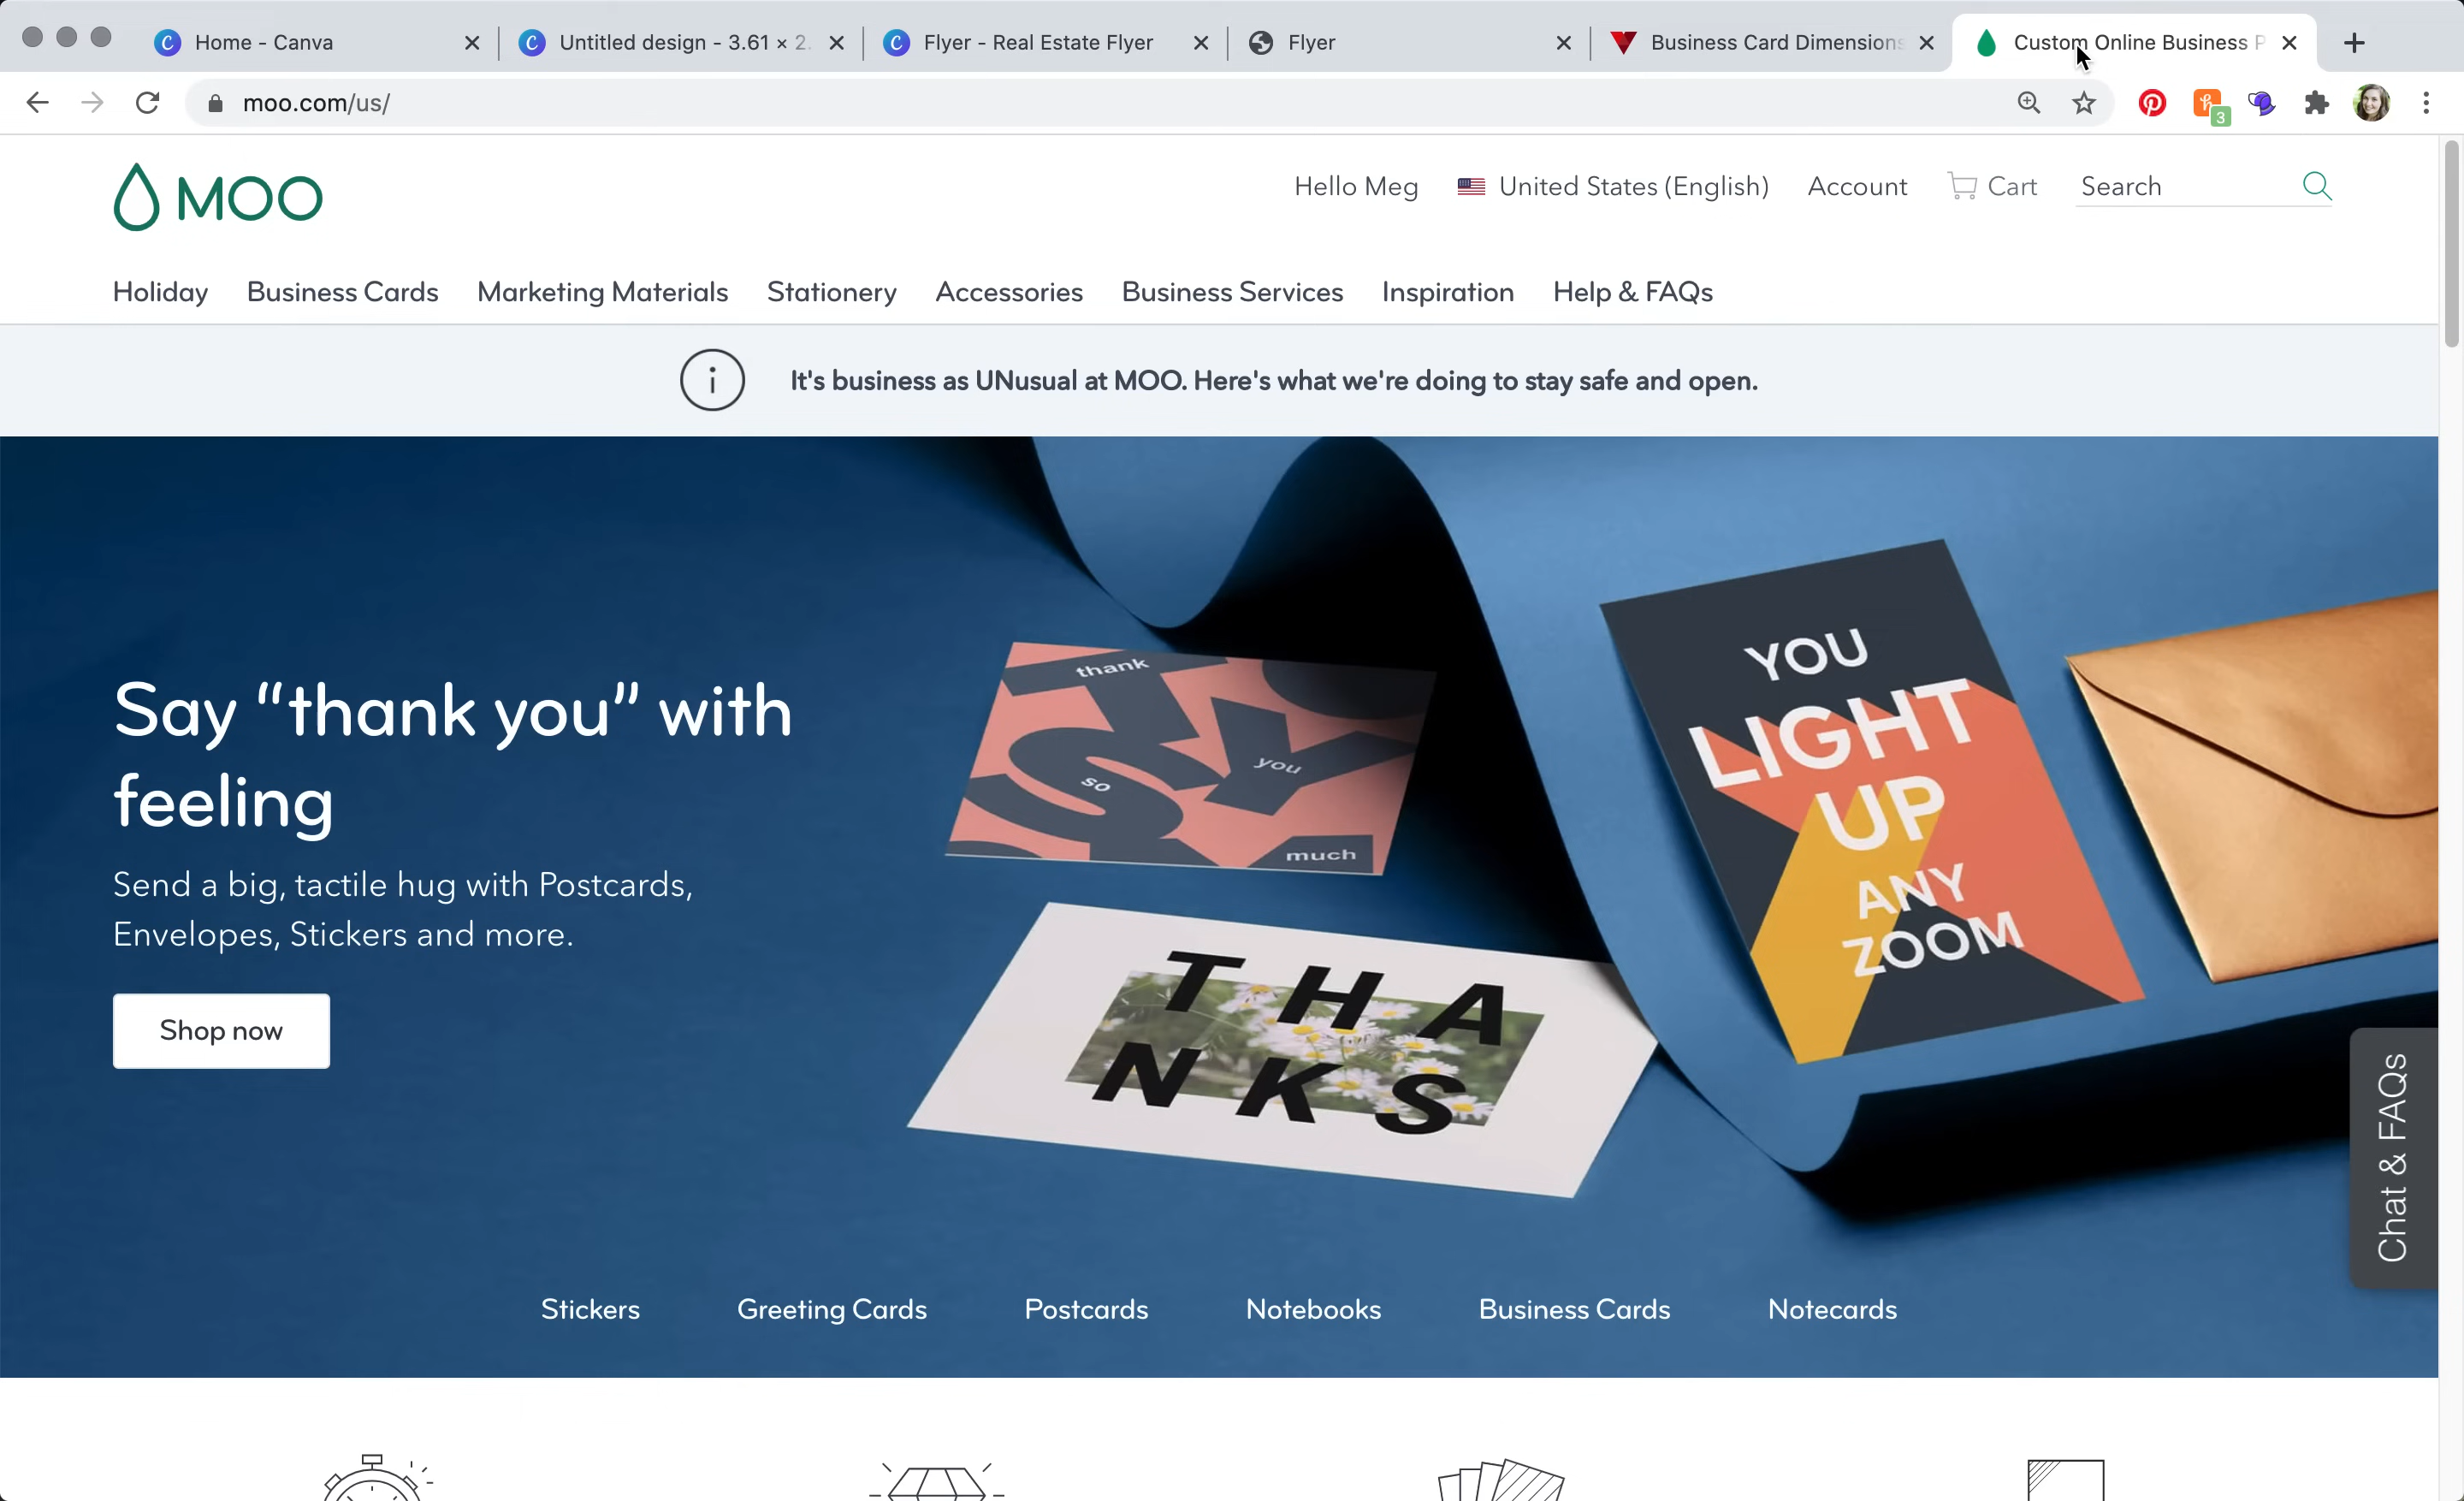 Home - Canva
Untitled design - 3.61 × 2.
Flyer - Real Estate Flyer
Flyer
Business Card Dimensions
Custom Online Business P
moo.com/us/
3
MOO
Hello Meg
United States (English)
Account
Cart
Search
Holiday
Business Cards
Marketing Materials
Stationery
Accessories
Business Services
Inspiration
Help & FAQs
It's business as UNusual at MOO. Here's what we're doing to stay safe and open.
Say “thank you” with
feeling
Send a big, tactile hug with Postcards,
Envelopes, Stickers and more.
Shop now
thank
you
so
much
THA
NKS
YOU
LIGHT
UP
ANY
ZOOM
Chat & FAQs
Stickers
Greeting Cards
Postcards
Notebooks
Business Cards
Notecards